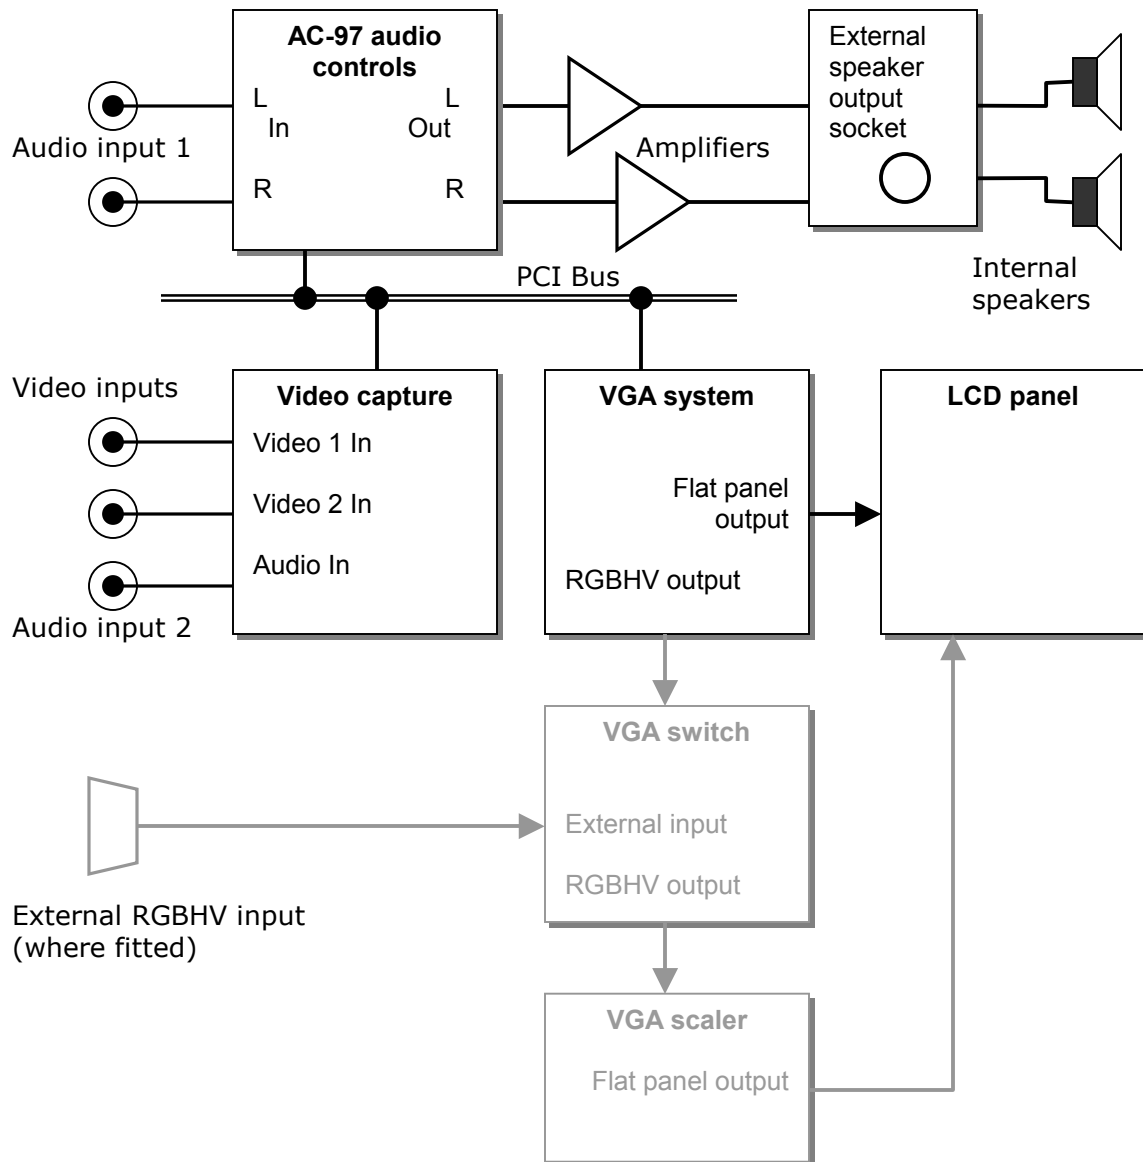 AC-97 audio
controls
L
L
In
Out
R
R
Audio input 1
Amplifiers
External
speaker
output
socket
Internal
speakers
PCI Bus
Video inputs
Video capture
Video 1 In
Video 2 In
Audio In
Audio input 2
VGA system
Flat panel
output
RGBHV output
LCD panel
VGA switch
External input
RGBHV output
External RGBHV input
(where fitted)
VGA scaler
Flat panel output